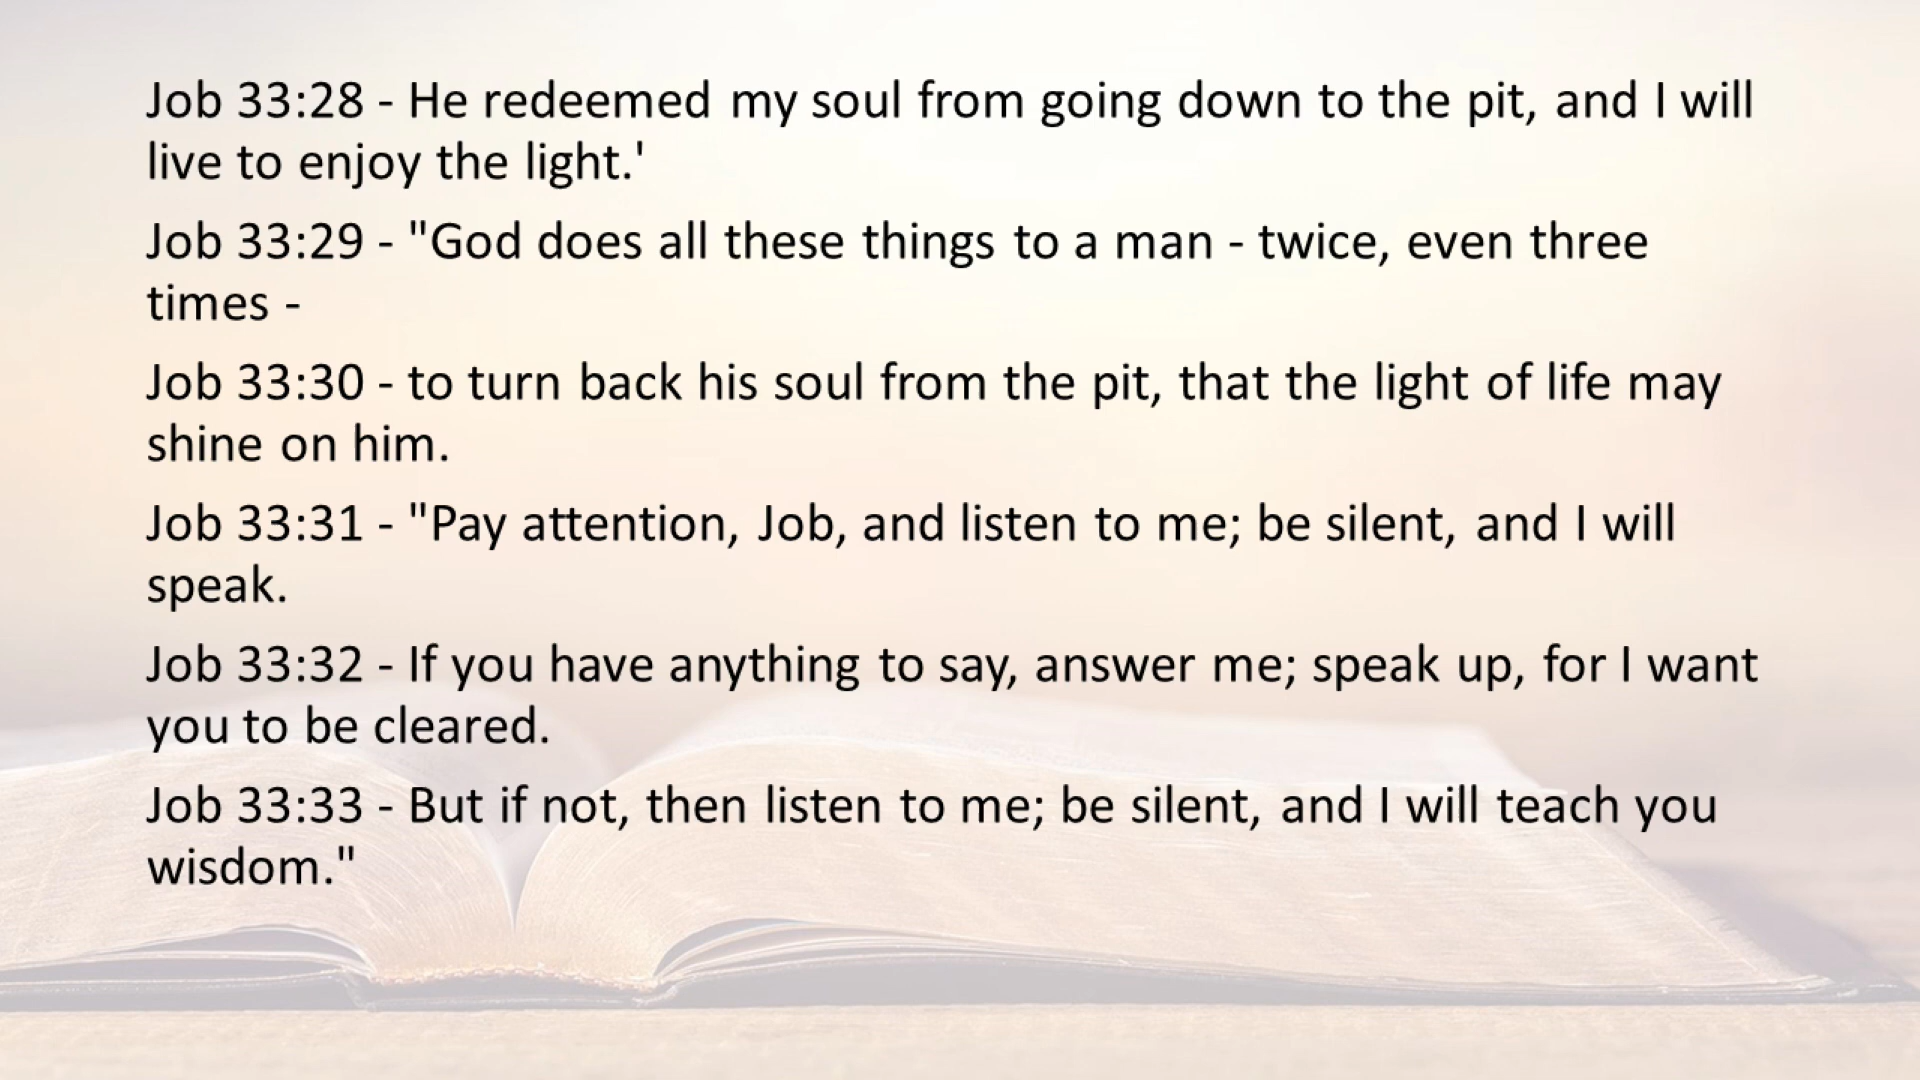 Job 33:28 - He redeemed my soul from going down to the pit, and I will
live to enjoy the light.'
Job 33:29 - "God does all these things to a man - twice, even three
times -
Job 33:30 - to turn back his soul from the pit, that the light of life may
shine on him.
Job 33:31 - "Pay attention, Job, and listen to me; be silent, and I will
speak.
Job 33:32 - If you have anything to say, answer me; speak up, for I want
you to be cleared.
Job 33:33 - But if not, then listen to me; be silent, and I will teach you
wisdom."